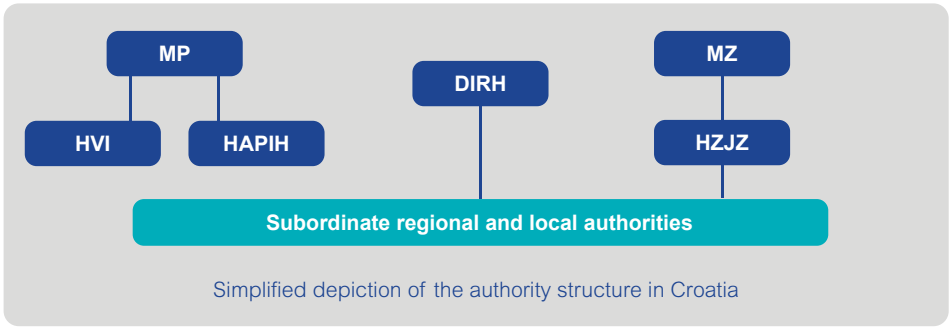 MP
MZ
DIRH
HVI
HAPIH
HZJZ
Subordinate regional and local authorities
Simplified depiction of the authority structure in Croatia